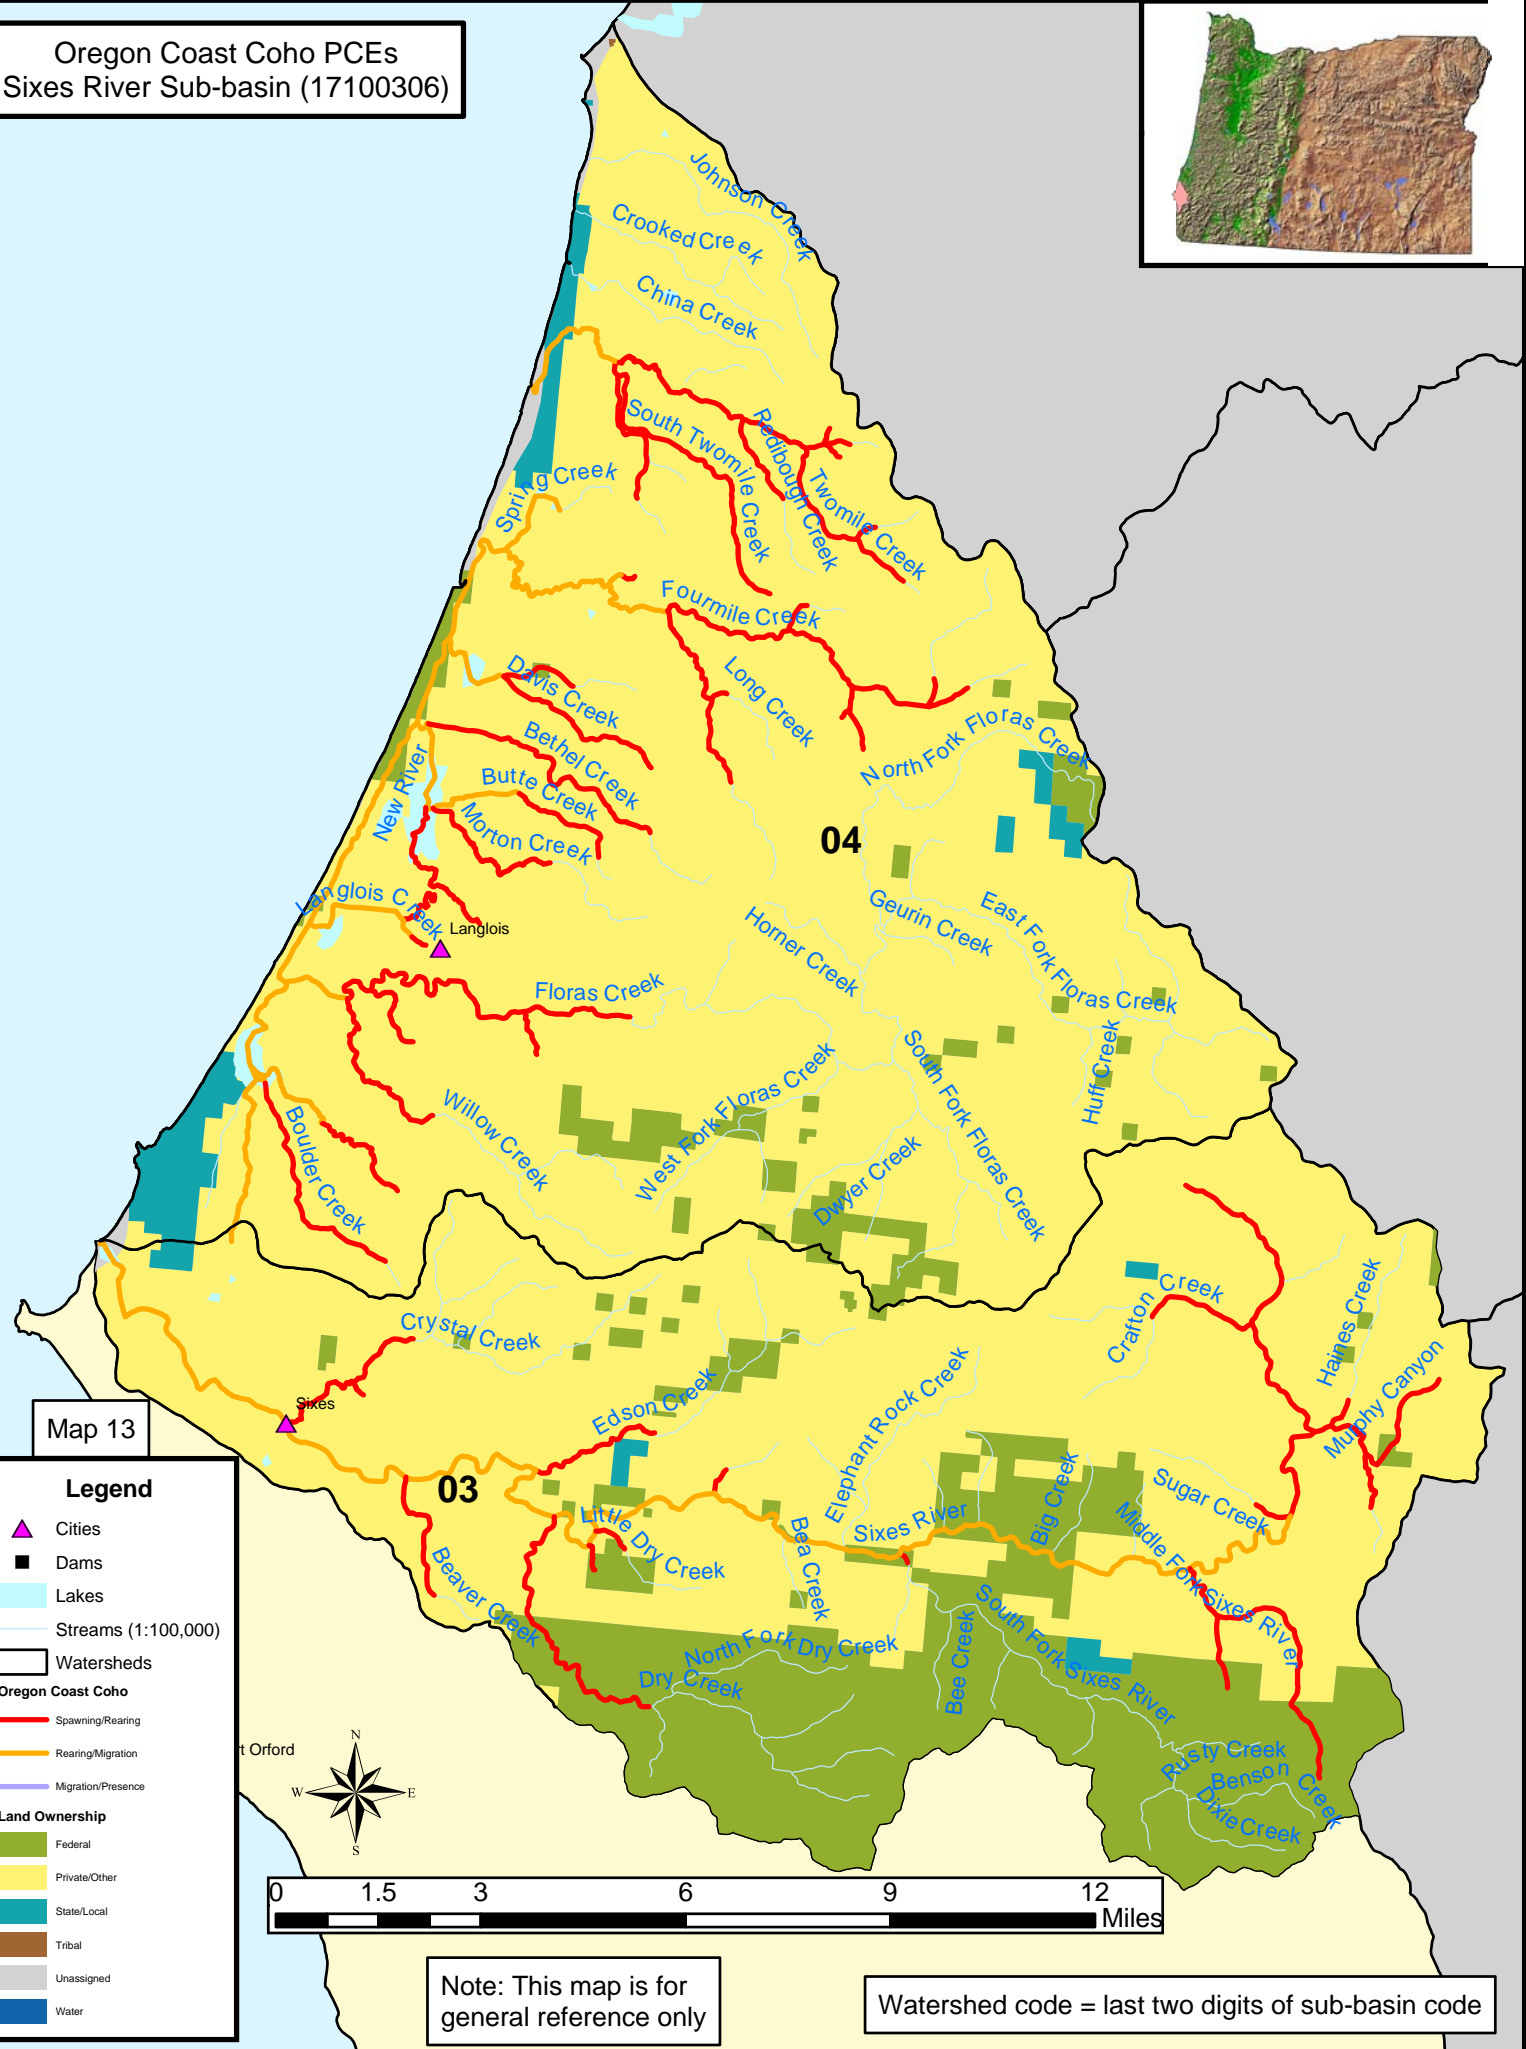 Oregon Coast Coho PCEs
Sixes River Sub-basin (17100306)
Johnson Creek
Crooked Creek
China Creek
South Twomile Creek
Redibough Creek
Twomile Creek
Spring Creek
Fourmile Creek
Long Creek
Davis Creek
Bethel Creek
Butte Creek
Morton Creek
New River
North Fork Floras Creek
04
Langlois Creek
Langlois
Geurin Creek
East Fork Floras Creek
Horner Creek
Floras Creek
Huff Creek
South Fork Floras Creek
West Fork Floras Creek
Willow Creek
Boulder Creek
Dwyer Creek
Crystal Creek
Crafton Creek
Haines Creek
Murphy Canyon
Sixes
Edson Creek
Elephant Rock Creek
Map 13
03
Sixes River
Big Creek
Sugar Creek
Middle Fork Sixes River
Little Dry Creek
Bea Creek
Beaver Creek
North Fork Dry Creek
Dry Creek
Bee Creek
South Fork Sixes River
Rusty Creek
Benson Creek
Dixie Creek
Legend
Cities
Dams
Lakes
Streams (1:100,000)
Watersheds
Oregon Coast Coho
Spawning/Rearing
Rearing/Migration
Migration/Presence
Land Ownership
Federal
Private/Other
State/Local
Tribal
Unassigned
Water
rt Orford
N
W
E
S
0 1.5 3 6 9 12
Miles
Note: This map is for
general reference only
Watershed code = last two digits of sub-basin code